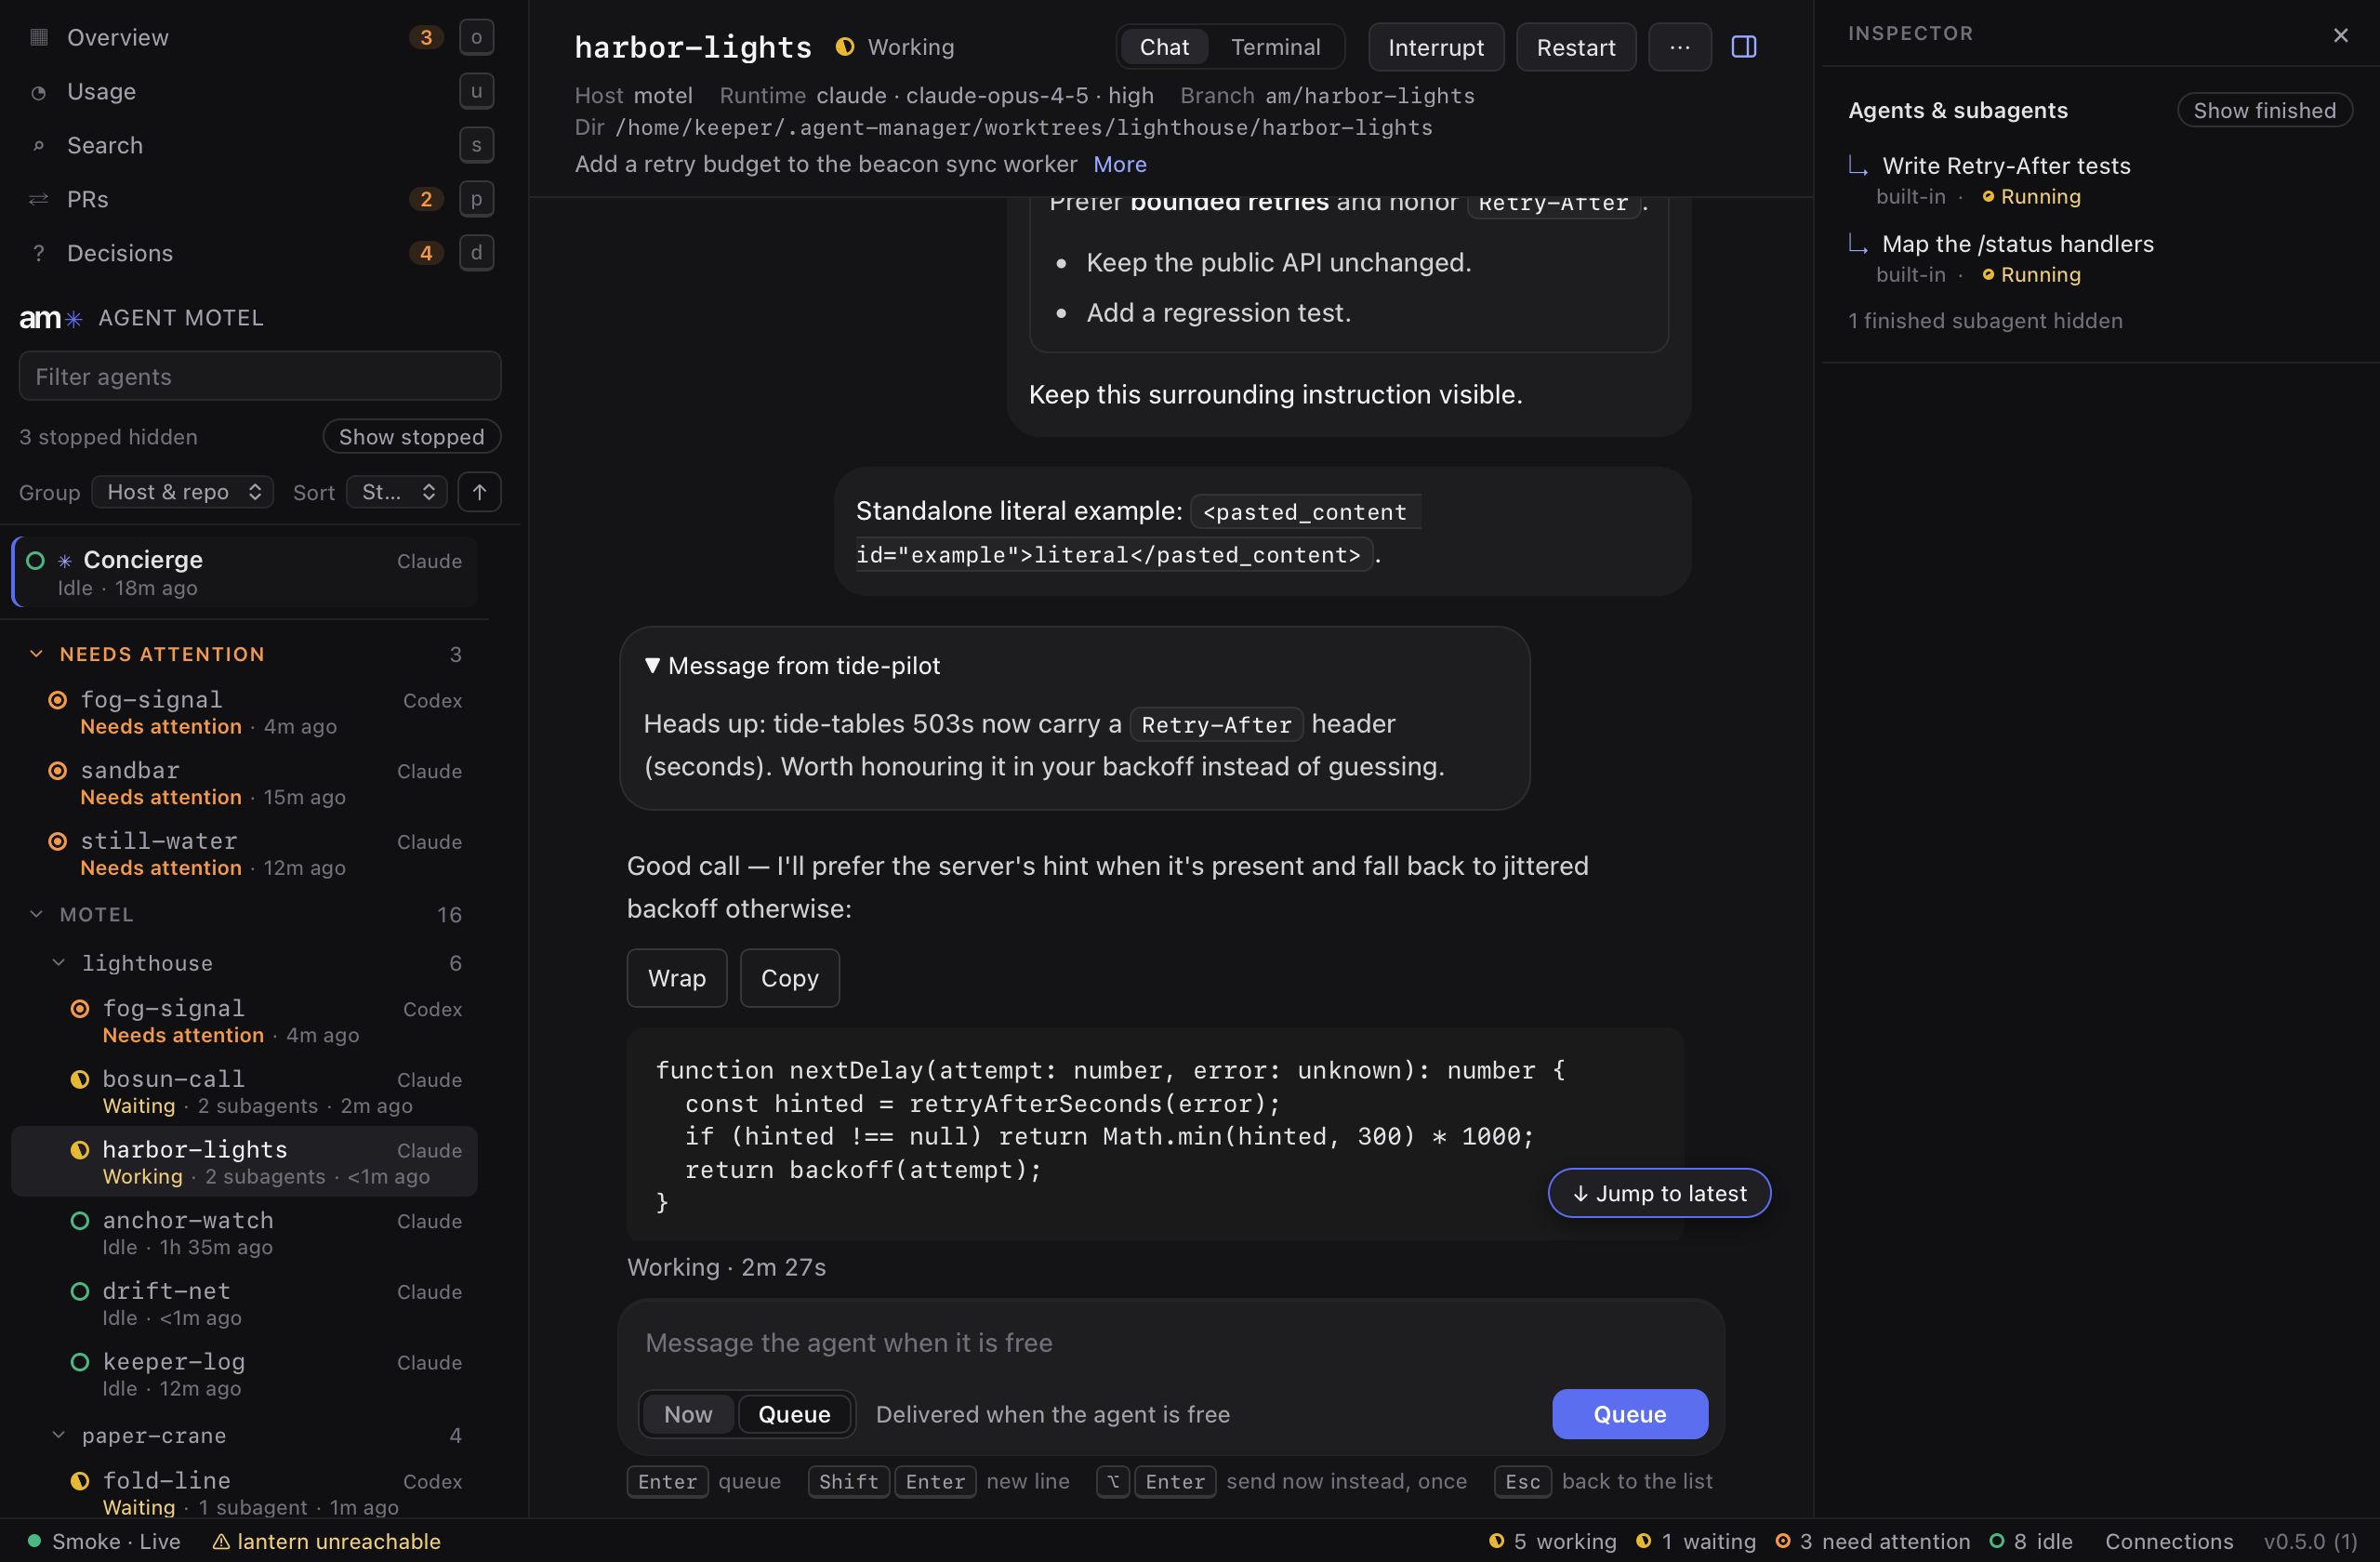 Overview 3 o
Usage u
Search s
PRs 2 p
? Decisions 4 d
am AGENT MOTEL
Filter agents
3 stopped hidden Show stopped
Group Host & repo Sort St... ↑
Concierge Claude
Idle · 18m ago
NEEDS ATTENTION 3
fog-signal Codex
Needs attention · 4m ago
sandbar Claude
Needs attention · 15m ago
still-water Claude
Needs attention · 12m ago
MOTEL 16
lighthouse 6
fog-signal Codex
Needs attention · 4m ago
bosun-call Claude
Waiting · 2 subagents · 2m ago
harbor-lights Claude
Working · 2 subagents · <1m ago
anchor-watch Claude
Idle · 1h 35m ago
drift-net Claude
Idle · <1m ago
keeper-log Claude
Idle · 12m ago
paper-crane 4
fold-line Codex
Waiting · 1 subagent · 1m ago
harbor-lights Working Chat Terminal Interrupt Restart ···
Host motel Runtime claude · claude-opus-4-5 · high Branch am/harbor-lights
Dir /home/keeper/.agent-manager/worktrees/lighthouse/harbor-lights
Add a retry budget to the beacon sync worker More
Prefer bounded retries and honor Retry-After.
• Keep the public API unchanged.
• Add a regression test.
Keep this surrounding instruction visible.
Standalone literal example: <pasted_content
id="example">literal</pasted_content>.
▼ Message from tide-pilot
Heads up: tide-tables 503s now carry a Retry-After header
(seconds). Worth honouring it in your backoff instead of guessing.
Good call — I'll prefer the server's hint when it's present and fall back to jittered
backoff otherwise:
Wrap Copy
function nextDelay(attempt: number, error: unknown): number {
const hinted = retryAfterSeconds(error);
if (hinted !== null) return Math.min(hinted, 300) * 1000;
return backoff(attempt);
}
↓ Jump to latest
Working · 2m 27s
Message the agent when it is free
Now Queue Delivered when the agent is free Queue
Enter queue Shift Enter new line ⌥ Enter send now instead, once Esc back to the list
INSPECTOR ×
Agents & subagents Show finished
Write Retry-After tests
built-in · Running
Map the /status handlers
built-in · Running
1 finished subagent hidden
Smoke · Live lantern unreachable 5 working 1 waiting 3 need attention 8 idle Connections v0.5.0 (1)